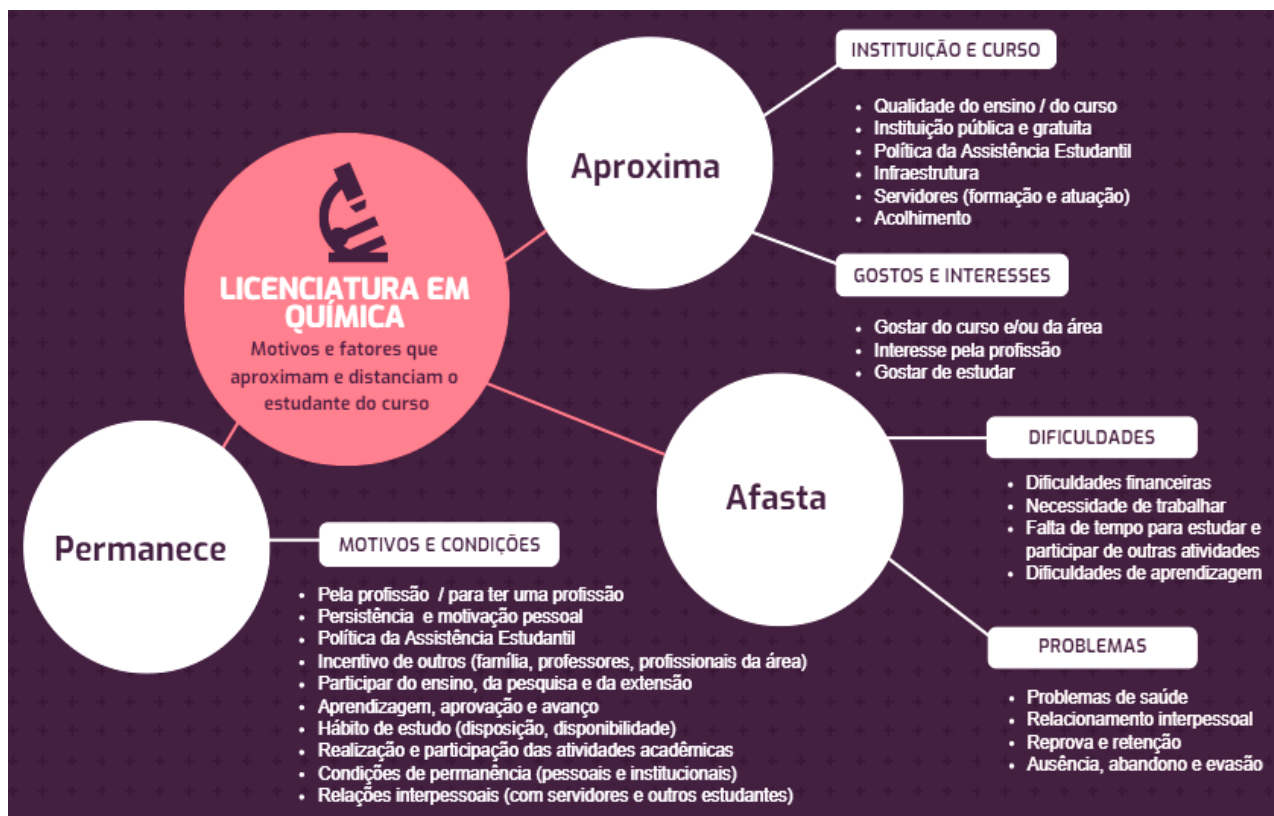 LICENCIATURA EM
QUÍMICA
Motivos e fatores que
aproximam e distanciam o
estudante do curso
Aproxima
INSTITUIÇÃO E CURSO
• Qualidade do ensino / do curso
• Instituição pública e gratuita
• Política da Assistência Estudantil
• Infraestrutura
• Servidores (formação e atuação)
• Acolhimento
GOSTOS E INTERESSES
• Gostar do curso e/ou da área
• Interesse pela profissão
• Gostar de estudar
Afasta
DIFICULDADES
• Dificuldades financeiras
• Necessidade de trabalhar
• Falta de tempo para estudar e
participar de outras atividades
• Dificuldades de aprendizagem
PROBLEMAS
• Problemas de saúde
• Relacionamento interpessoal
• Reprova e retenção
• Ausência, abandono e evasão
Permanece
MOTIVOS E CONDIÇÕES
• Pela profissão / para ter uma profissão
• Persistência e motivação pessoal
• Política da Assistência Estudantil
• Incentivo de outros (família, professores, profissionais da área)
• Participar do ensino, da pesquisa e da extensão
• Aprendizagem, aprovação e avanço
• Hábito de estudo (disposição, disponibilidade)
• Realização e participação das atividades acadêmicas
• Condições de permanência (pessoais e institucionais)
• Relações interpessoais (com servidores e outros estudantes)